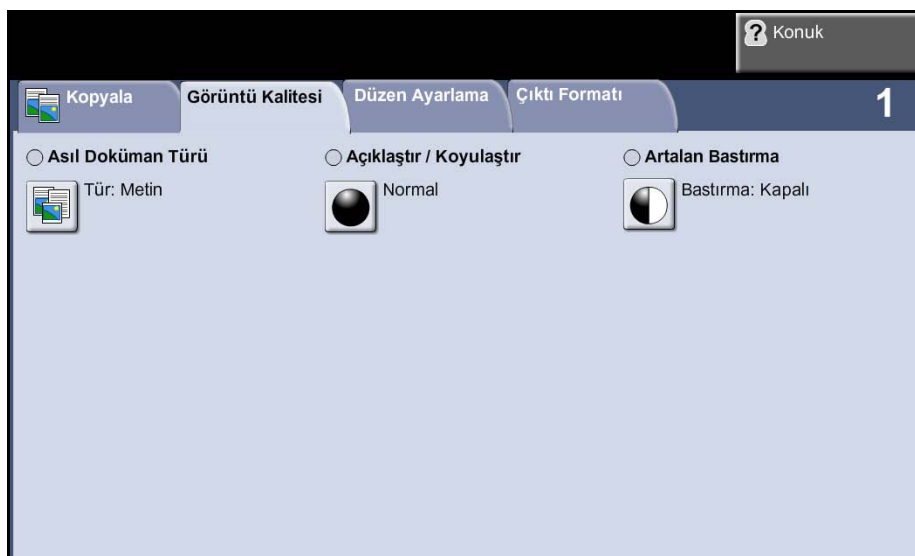 ? Konuk
Kopyala
Görüntü Kalitesi
Düzen Ayarlama
Çıktı Formatı
1
Asıl Doküman Türü
Tür: Metin
Açıklaştır / Koyulaştır
Normal
Artalan Bastırma
Bastırma: Kapalı